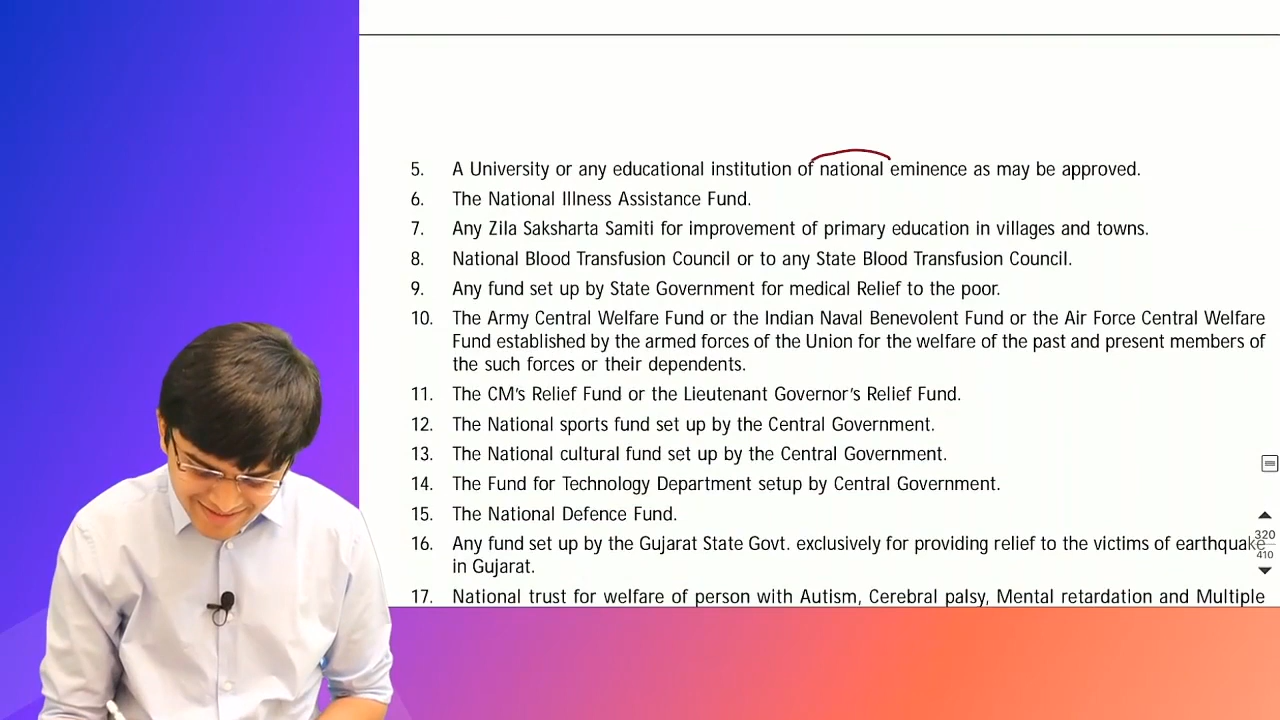 5. A University or any educational institution of national eminence as may be approved.
6. The National Illness Assistance Fund.
7. Any Zila Saksharta Samiti for improvement of primary education in villages and towns.
8. National Blood Transfusion Council or to any State Blood Transfusion Council.
9. Any fund set up by State Government for medical Relief to the poor.
10. The Army Central Welfare Fund or the Indian Naval Benevolent Fund or the Air Force Central Welfare
Fund established by the armed forces of the Union for the welfare of the past and present members of
the such forces or their dependents.
11. The CM's Relief Fund or the Lieutenant Governor's Relief Fund.
12. The National sports fund set up by the Central Government.
13. The National cultural fund set up by the Central Government.
14. The Fund for Technology Department setup by Central Government.
15. The National Defence Fund.
16. Any fund set up by the Gujarat State Govt. exclusively for providing relief to the victims of earthquake
in Gujarat.
17. National trust for welfare of person with Autism, Cerebral palsy, Mental retardation and Multiple
320
410